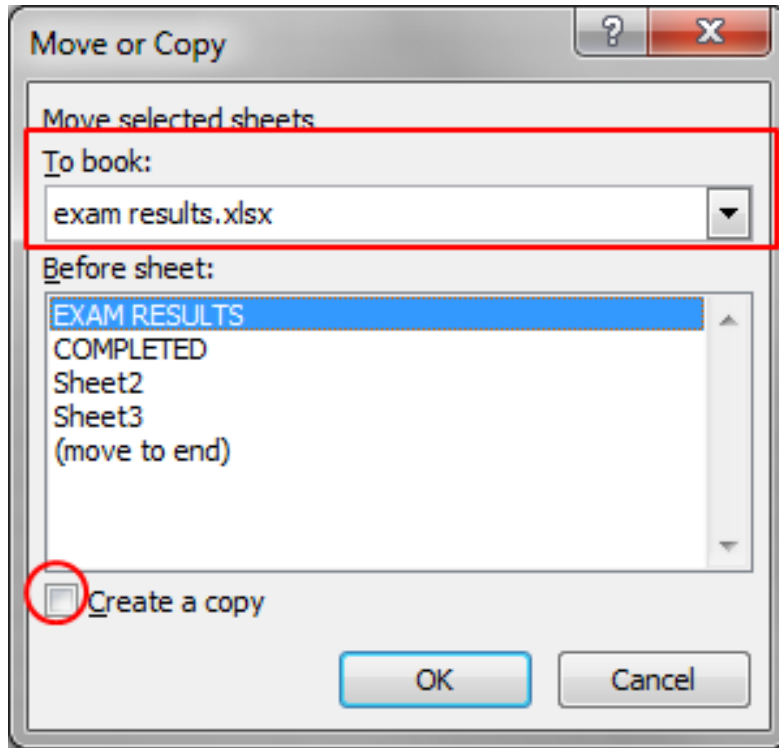 Move or Copy
?
X
Move selected sheets
To book:
exam results.xlsx
Before sheet:
EXAM RESULTS
COMPLETED
Sheet2
Sheet3
(move to end)
Create a copy
OK Cancel